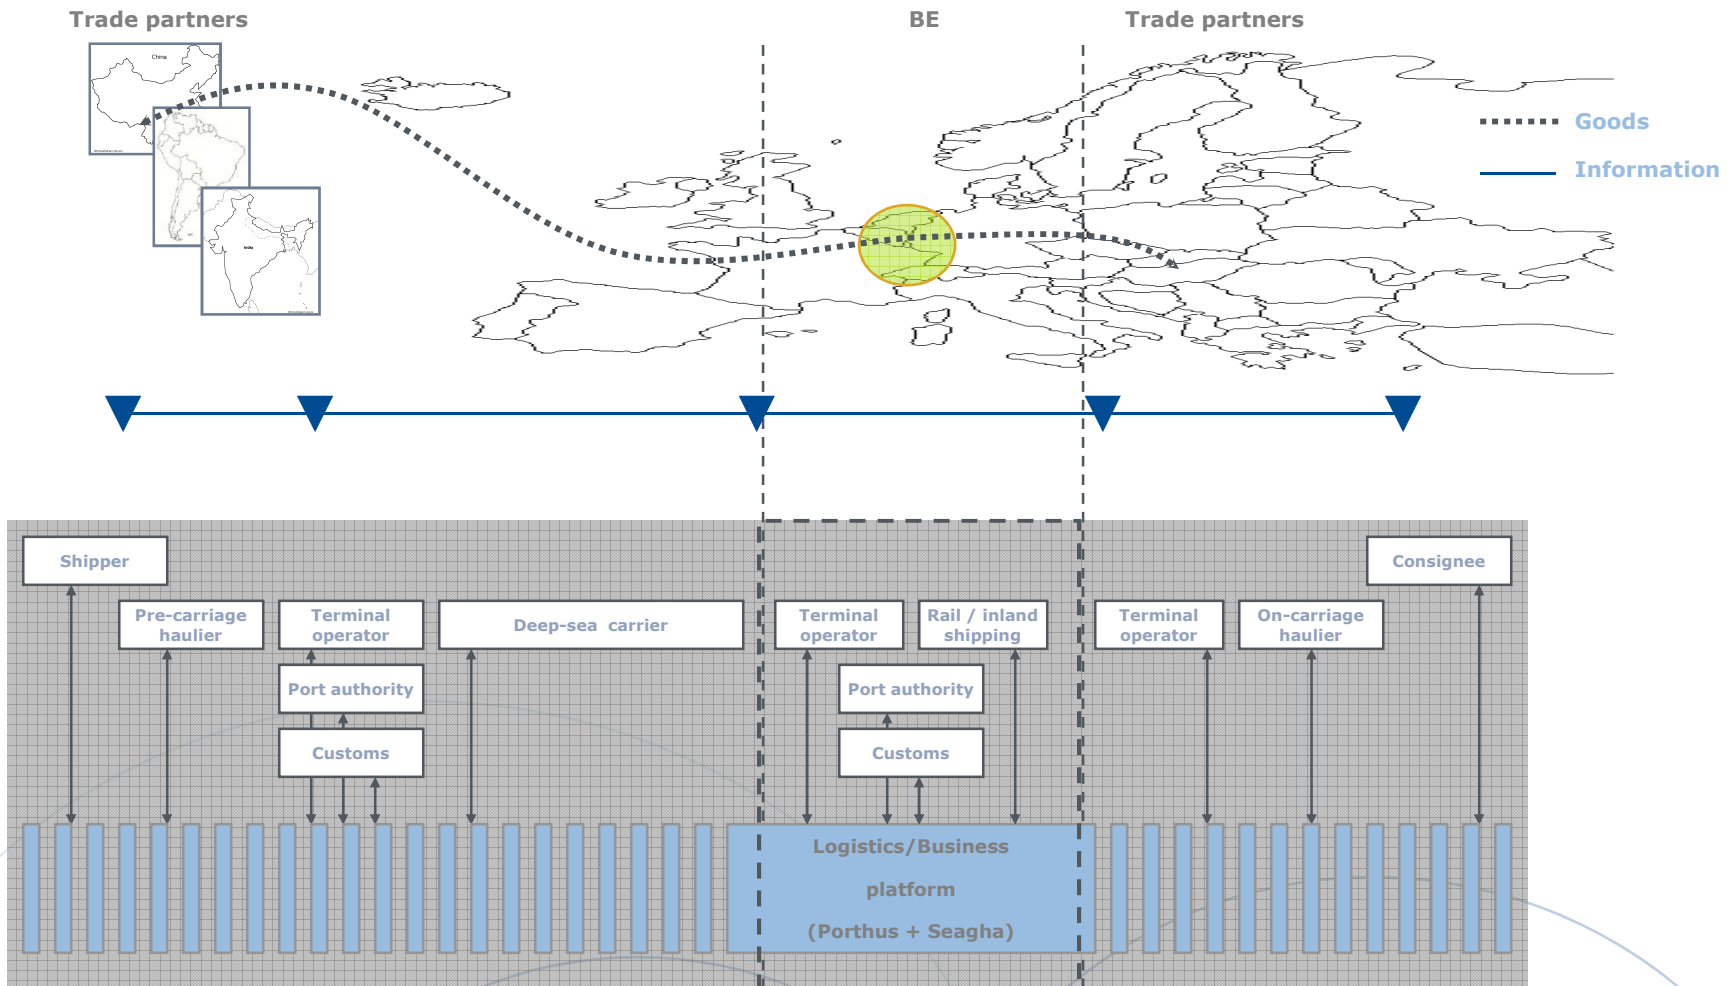 Trade partners
BE
Trade partners
China
India
Goods
Information
Shipper
Consignee
Pre-carriage
haulier
Terminal
operator
Deep-sea carrier
Terminal
operator
Rail / inland
shipping
Terminal
operator
On-carriage
haulier
Port authority
Port authority
Customs
Customs
Logistics/Business
platform
(Porthus + Seagha)